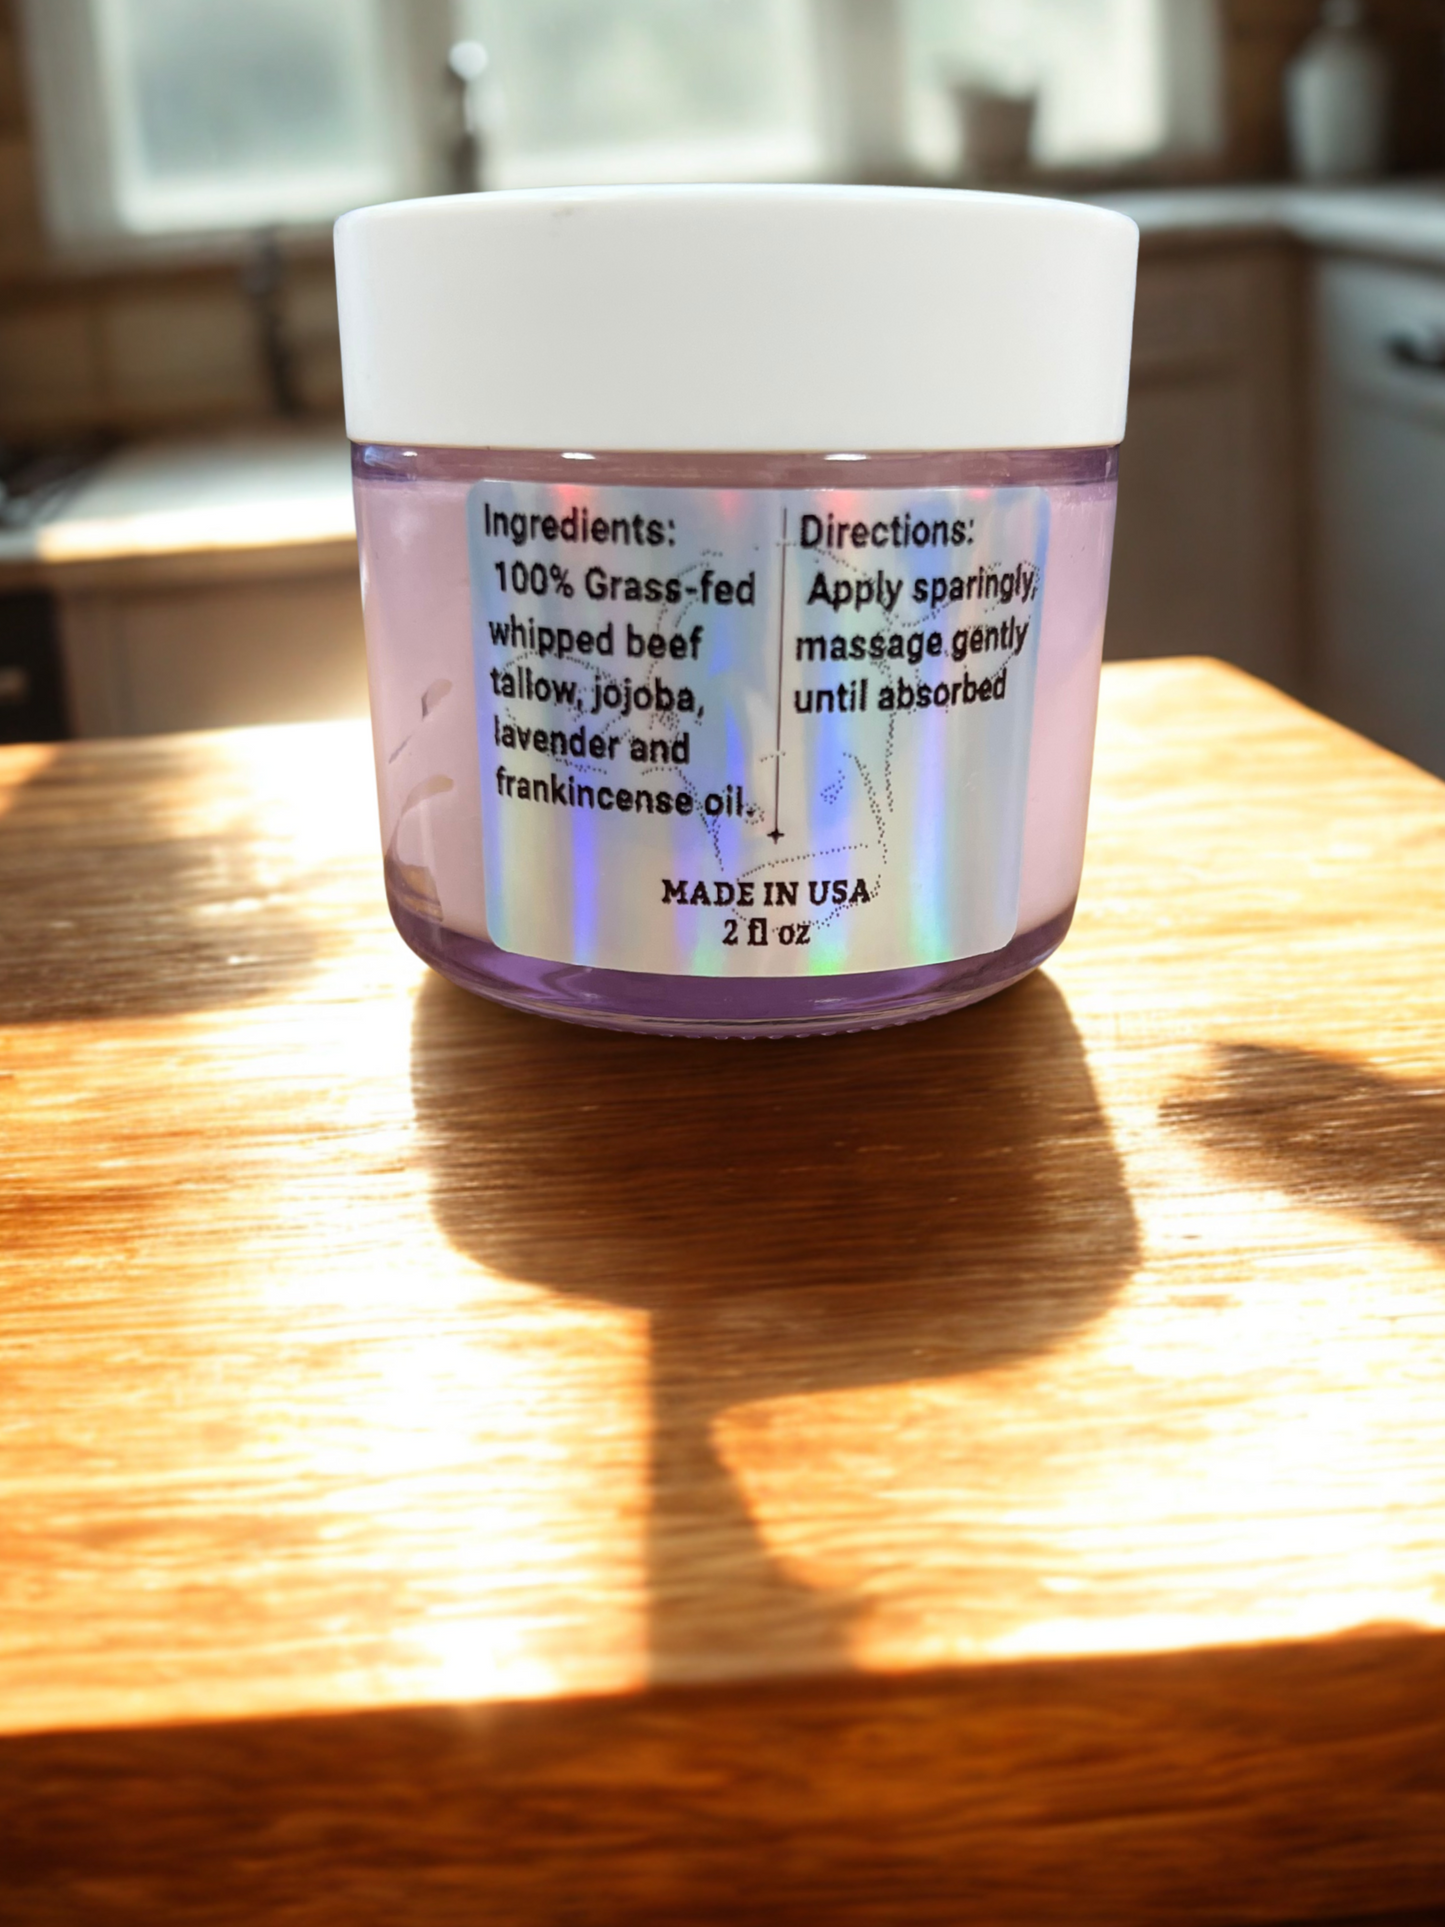 Ingredients:
100% Grass-fed
whipped beef
tallow, jojoba,
lavender and
frankincense oil.
Directions:
Apply sparingly,
massage gently
until absorbed
MADE IN USA
2 fl oz